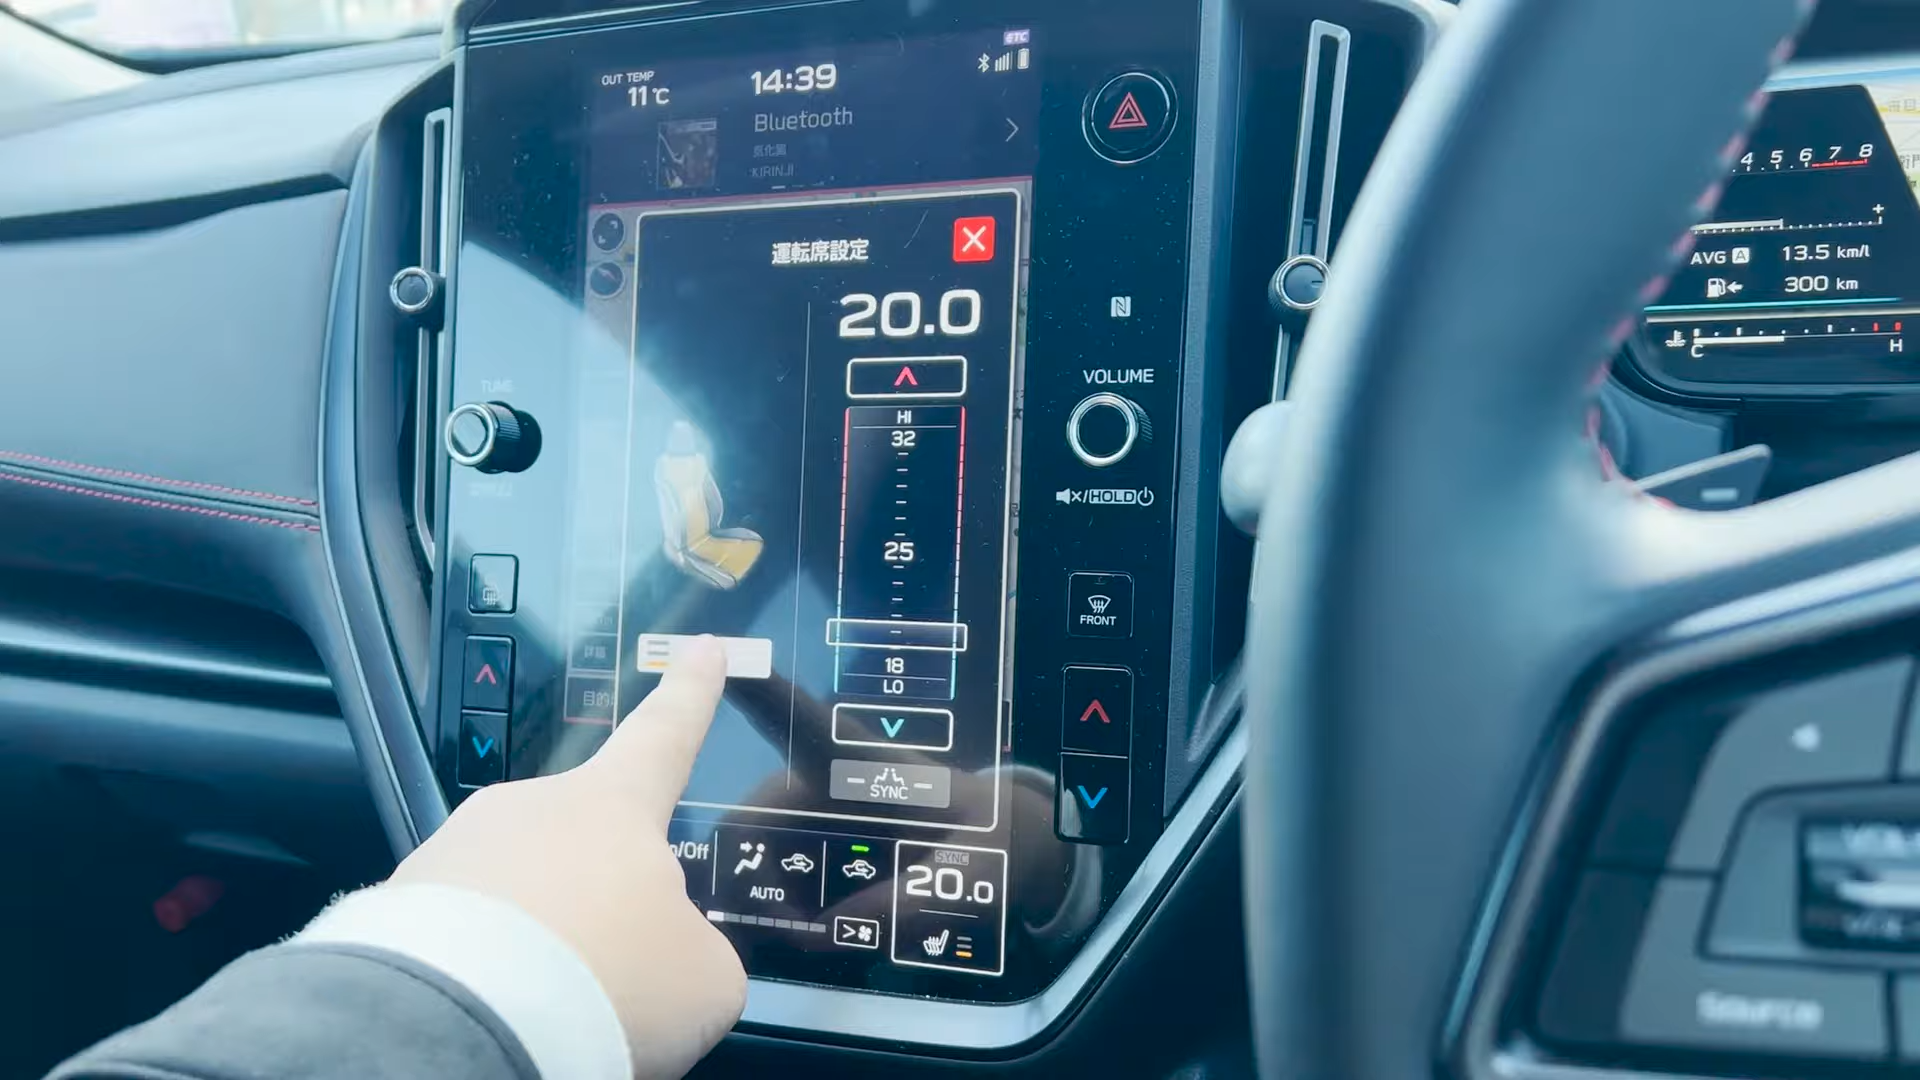 ETC
OUT TEMP
11℃
14:39
Bluetooth
KIRINJI
運転席設定
20.0
HI
32
25
18
LO
SYNC
TUNE
VOLUME
HOLD
FRONT
AUTO
SYNC
20.0
4 5 6 7 8
+
AVG A 13.5 km/l
300 km
C H
Source